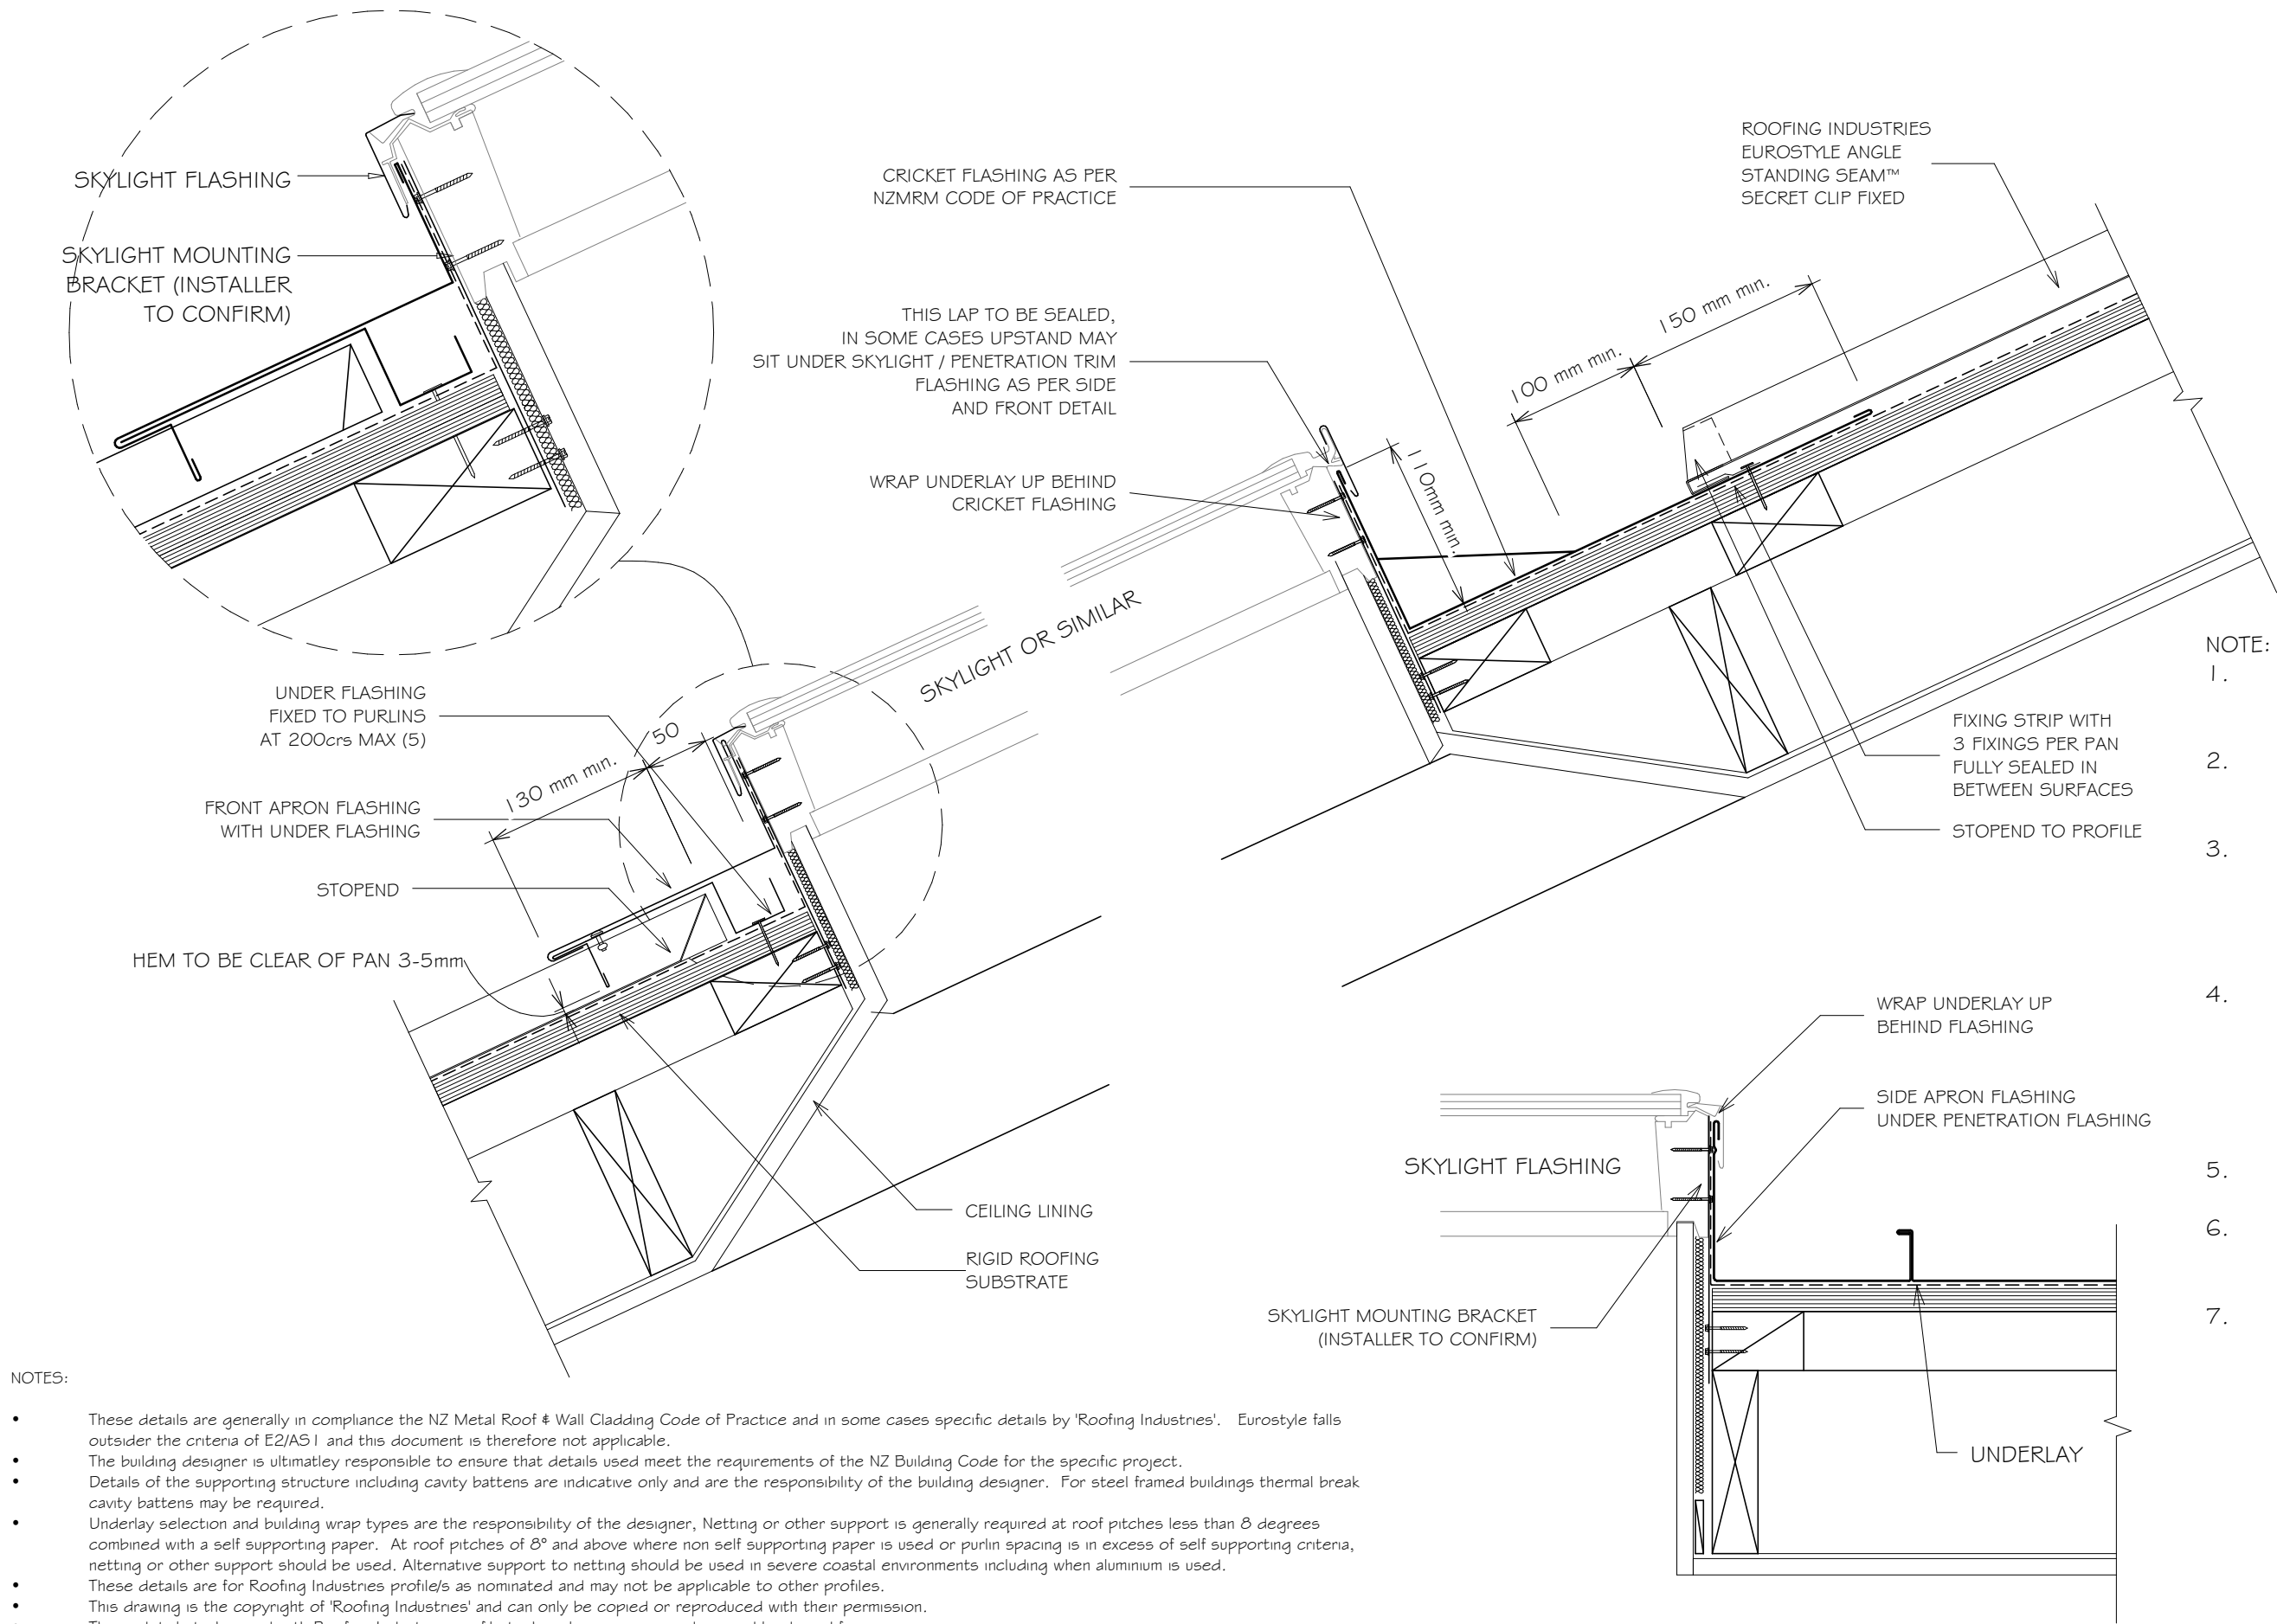 SKYLIGHT FLASHING
SKYLIGHT MOUNTING
BRACKET (INSTALLER
TO CONFIRM)
CRICKET FLASHING AS PER
NZMRM CODE OF PRACTICE
THIS LAP TO BE SEALED,
IN SOME CASES UPSTAND MAY
SIT UNDER SKYLIGHT / PENETRATION TRIM
FLASHING AS PER SIDE
AND FRONT DETAIL
WRAP UNDERLAY UP BEHIND
CRICKET FLASHING
ROOFING INDUSTRIES
EUROSTYLE ANGLE
STANDING SEAM™
SECRET CLIP FIXED
150 mm min.
100 mm min.
110mm min.
SKYLIGHT OR SIMILAR
UNDER FLASHING
FIXED TO PURLINS
AT 200crs MAX (5)
50
130 mm min.
FRONT APRON FLASHING
WITH UNDER FLASHING
STOPEND
HEM TO BE CLEAR OF PAN 3-5mm
CEILING LINING
RIGID ROOFING
SUBSTRATE
FIXING STRIP WITH
3 FIXINGS PER PAN
FULLY SEALED IN
BETWEEN SURFACES
STOPEND TO PROFILE
NOTE:
1.
2.
3.
4.
5.
6.
7.
WRAP UNDERLAY UP
BEHIND FLASHING
SIDE APRON FLASHING
UNDER PENETRATION FLASHING
SKYLIGHT FLASHING
SKYLIGHT MOUNTING BRACKET
(INSTALLER TO CONFIRM)
UNDERLAY
NOTES:
• These details are generally in compliance the NZ Metal Roof & Wall Cladding Code of Practice and in some cases specific details by 'Roofing Industries'. Eurostyle falls
outsider the criteria of E2/AS1 and this document is therefore not applicable.
• The building designer is ultimatley responsible to ensure that details used meet the requirements of the NZ Building Code for the specific project.
• Details of the supporting structure including cavity battens are indicative only and are the responsibility of the building designer. For steel framed buildings thermal break
cavity battens may be required.
• Underlay selection and building wrap types are the responsibility of the designer, Netting or other support is generally required at roof pitches less than 8 degrees
combined with a self supporting paper. At roof pitches of 8° and above where non self supporting paper is used or purlin spacing is in excess of self supporting criteria,
netting or other support should be used. Alternative support to netting should be used in severe coastal environments including when aluminium is used.
• These details are for Roofing Industries profile/s as nominated and may not be applicable to other profiles.
• This drawing is the copyright of 'Roofing Industries' and can only be copied or reproduced with their permission.